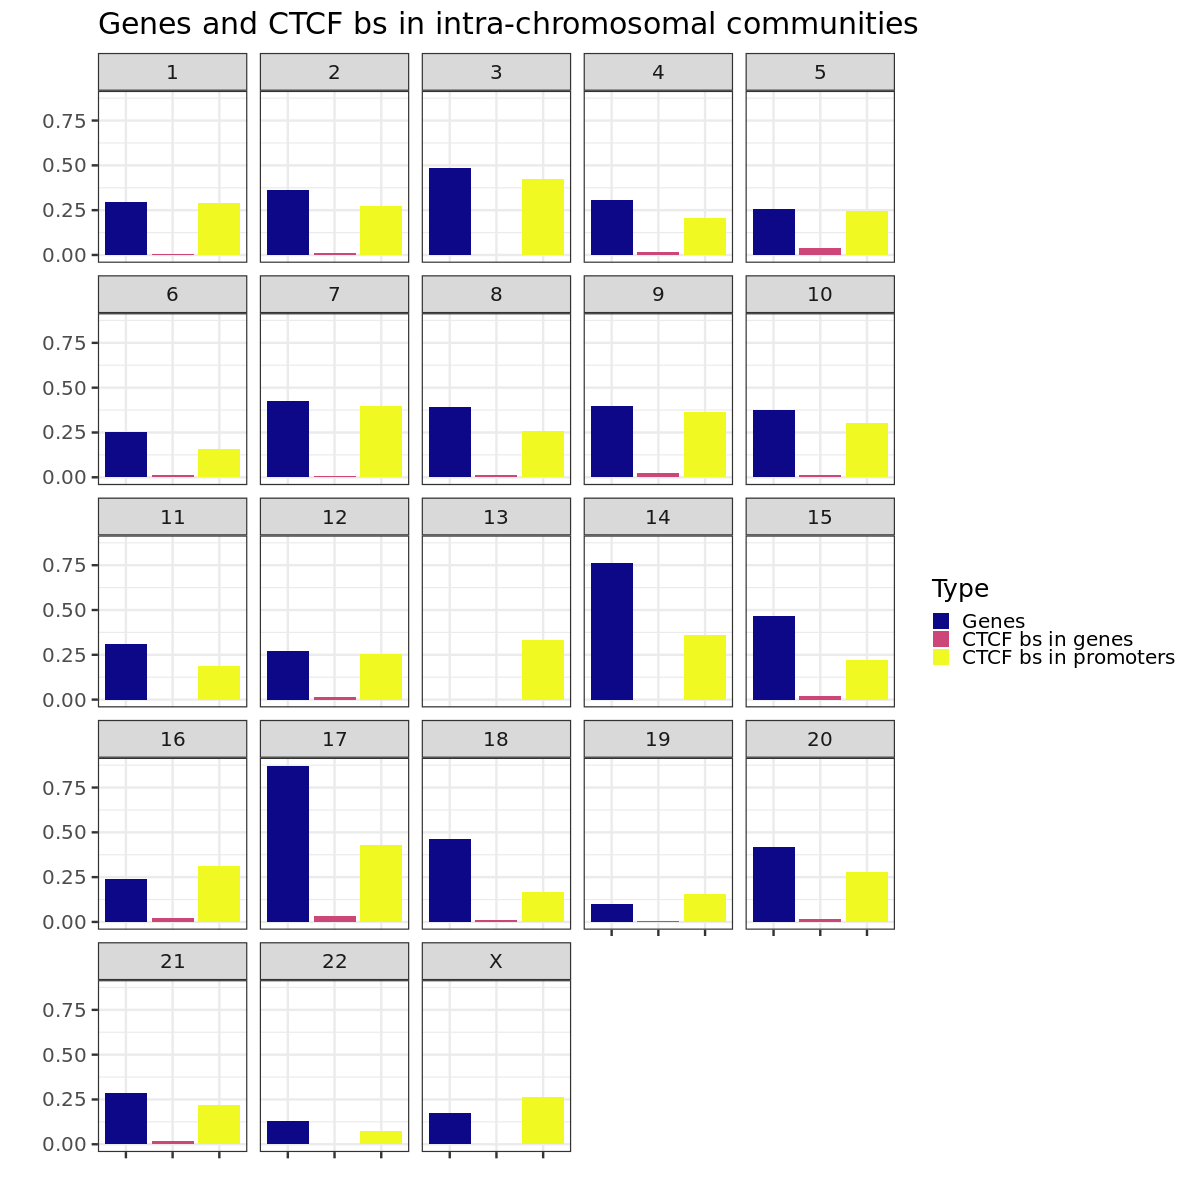 Genes and CTCF bs in intra-chromosomal communities
1 2 3 4 5
0.75
0.50
0.25
0.00
6 7 8 9 10
0.75
0.50
0.25
0.00
11 12 13 14 15
0.75
0.50
0.25
0.00
Type
Genes
CTCF bs in genes
CTCF bs in promoters
16 17 18 19 20
0.75
0.50
0.25
0.00
21 22 X
0.75
0.50
0.25
0.00